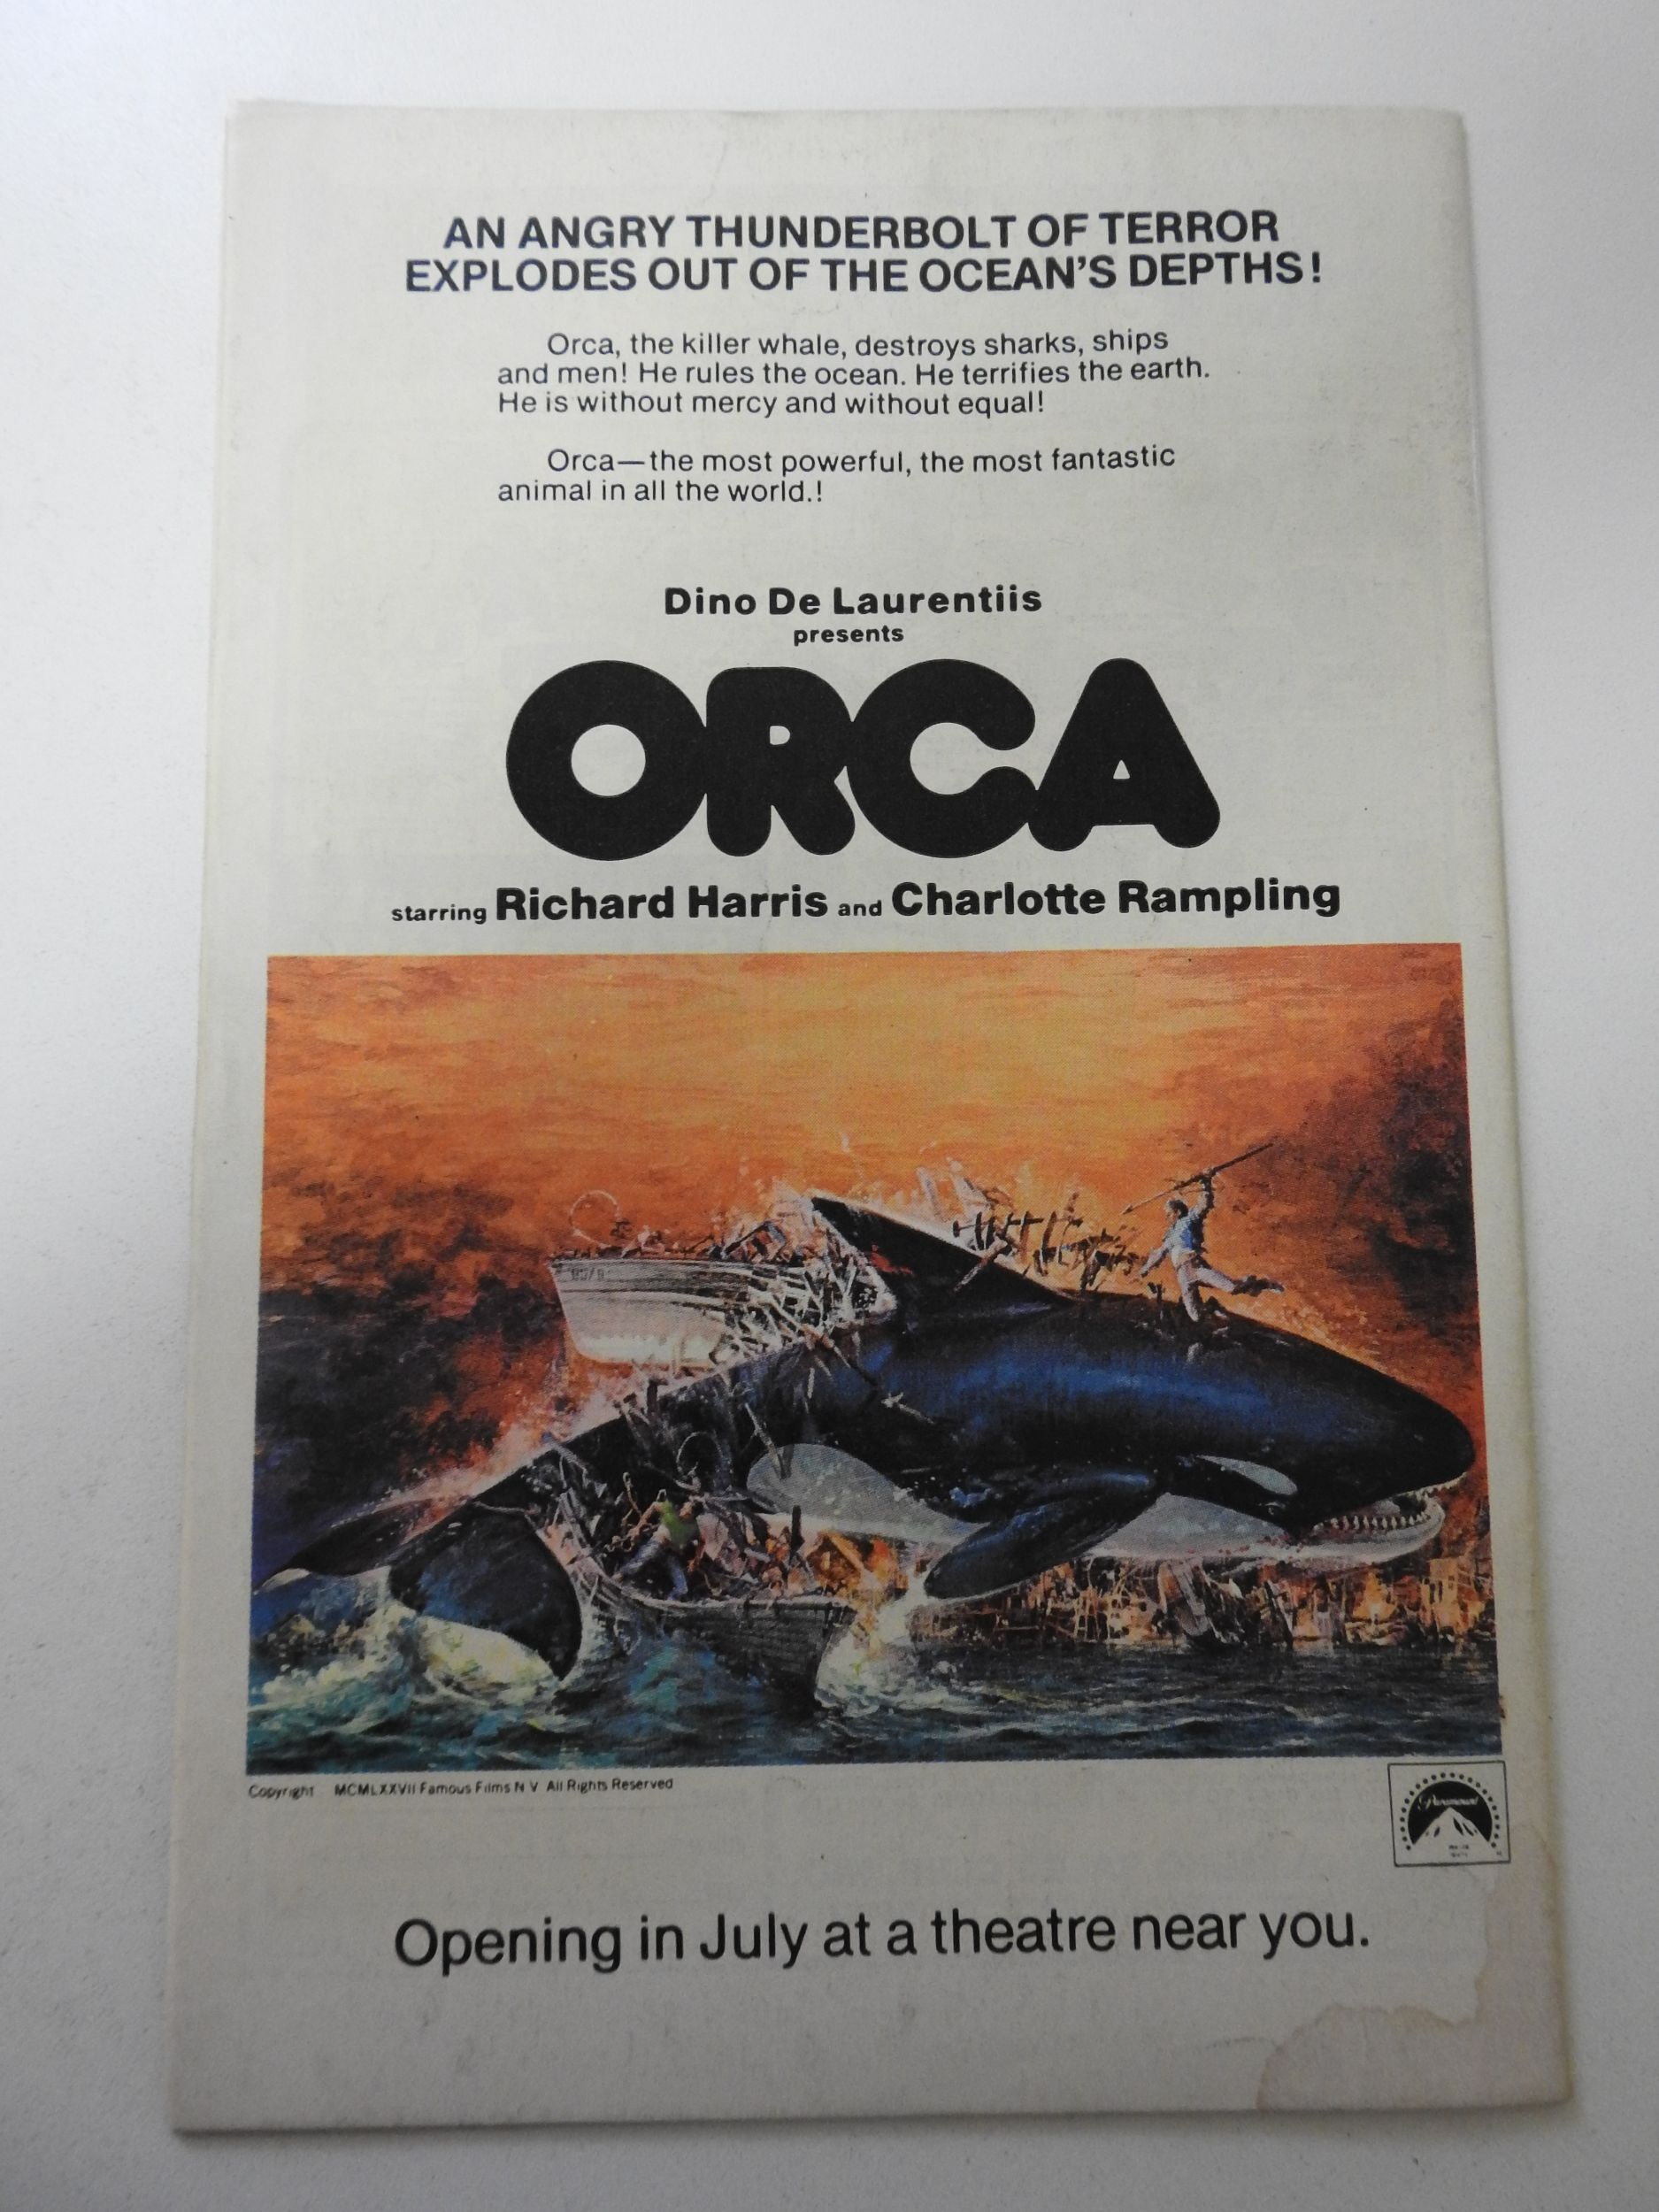 AN ANGRY THUNDERBOLT OF TERROR
EXPLODES OUT OF THE OCEAN'S DEPTHS!
Orca, the killer whale, destroys sharks, ships
and men! He rules the ocean. He terrifies the earth.
He is without mercy and without equal!
Orca—the most powerful, the most fantastic
animal in all the world.!
Dino De Laurentiis
presents
ORCA
starring Richard Harris and Charlotte Rampling
Copyright MCMLXXVII Famous Films N V All Rights Reserved
Paramount
Opening in July at a theatre near you.